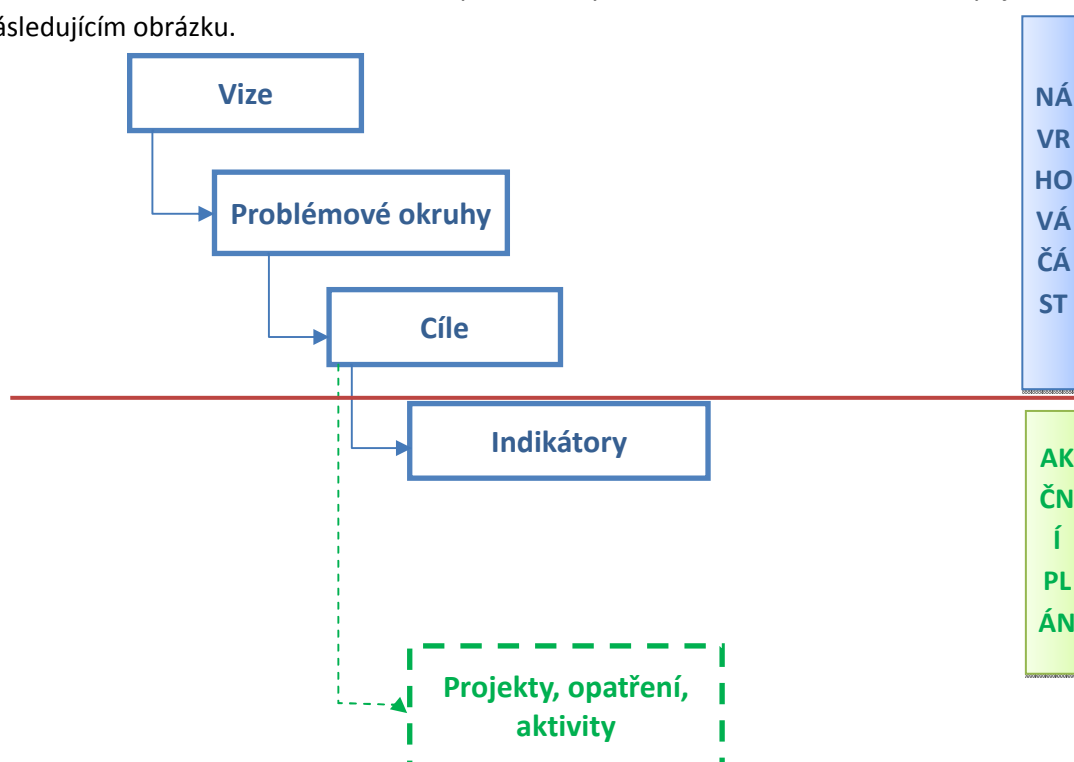 ásledujícím obrázku.
Vize
Problémové okruhy
Cíle
Indikátory
Projekty, opatření,
aktivity
NÁ
VR
HO
VÁ
ČÁ
ST
AK
ČN
Í
PL
ÁN